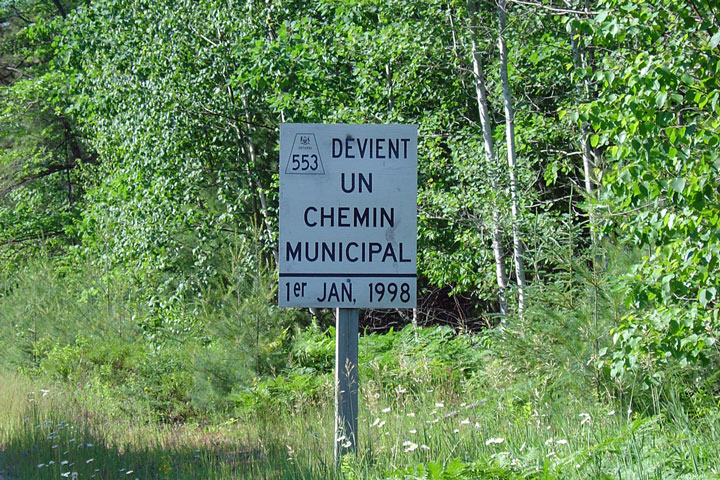 553 DEVIENT
UN
CHEMIN
MUNICIPAL
1er JAN, 1998